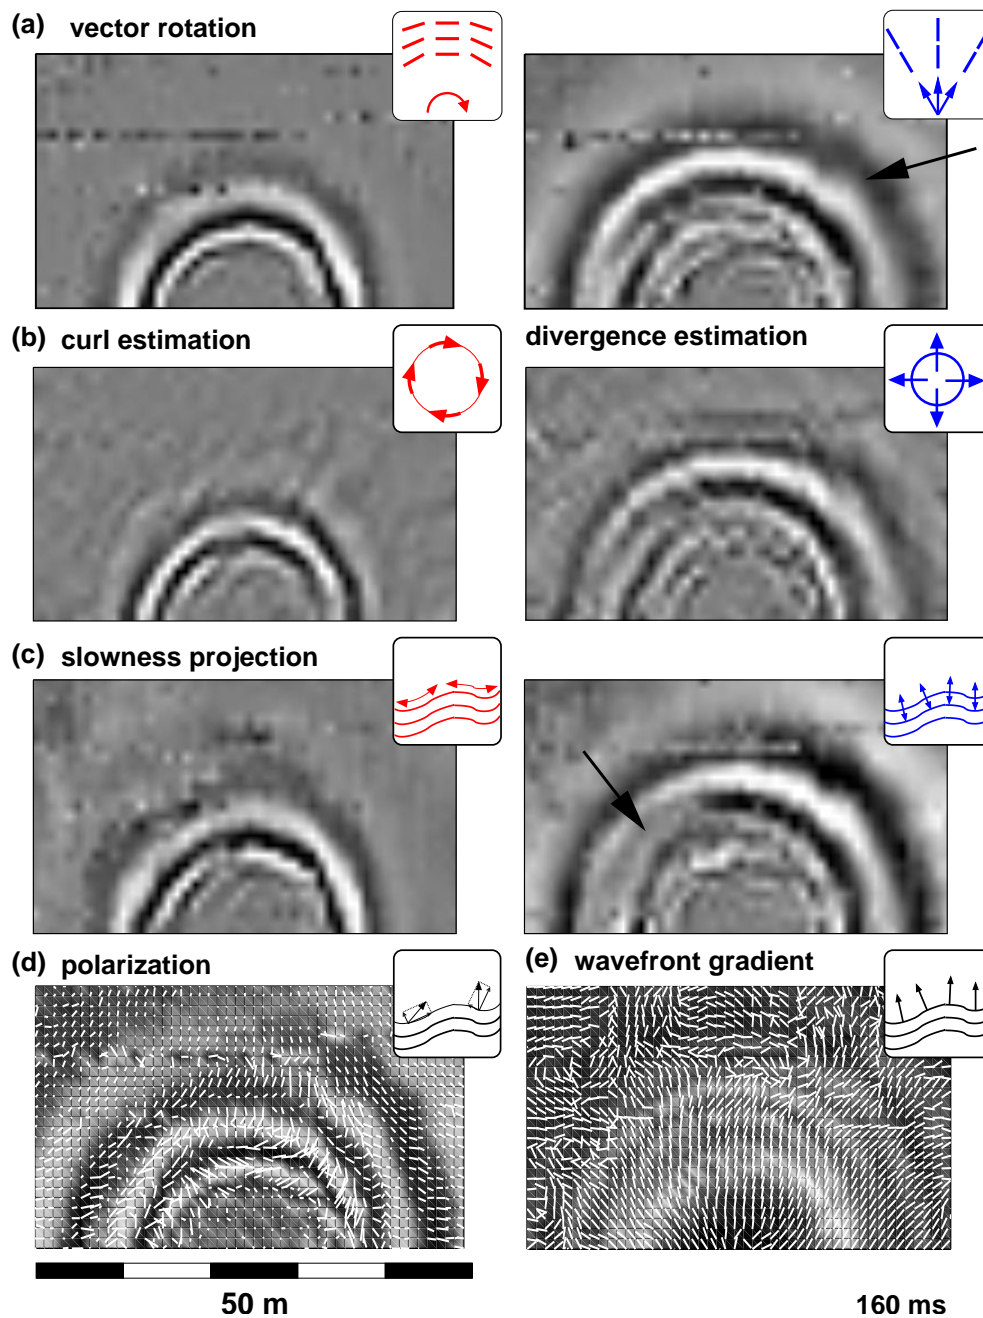 (a) vector rotation
(b) curl estimation divergence estimation
(c) slowness projection
(d) polarization (e) wavefront gradient
50 m 160 ms